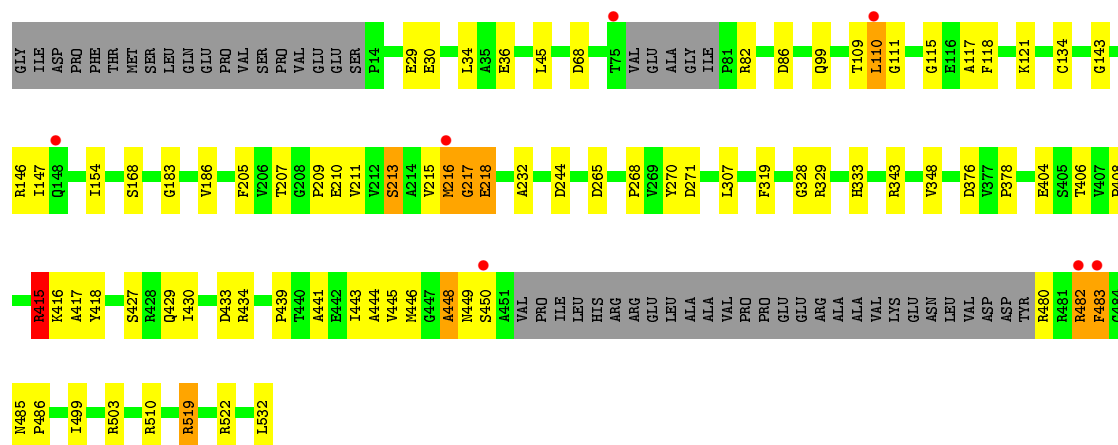 GLY ILE ASP PRO PHE THR MET SER LEU GLN GLU PRO VAL SER PRO VAL GLU GLU SER P14 E29 E30 L34 A35 E36 L45 D68 T75 VAL GLU ALA GLY ILE P81 R82 D86 Q99 T109 L110 G111 G115 E116 A117 F118 K121 C134 G143
R146 I147 Q148 I154 S168 G183 V186 F205 V206 T207 G208 P209 E210 V211 V212 S213 A214 V215 M216 G217 E218 A232 D244 D265 P268 V269 Y270 D271 L307 F319 G328 R329 H333 R343 V348 D376 V377 P378 E404 S405 T406 V407
R415 K416 A417 Y418 S427 R428 Q429 I430 D433 R434 P439 T440 A441 E442 I443 A444 V445 M446 G447 A448 N449 S450 A451 VAL PRO ILE LEU HIS ARG ARG GLU LEU ALA ALA VAL PRO PRO GLU GLU ARG ALA ALA VAL LYS GLU ASN LEU VAL ASP ASP TYR R480 R481 R482 F483
N485 P486 I499 R503 R510 R519 R522 L532